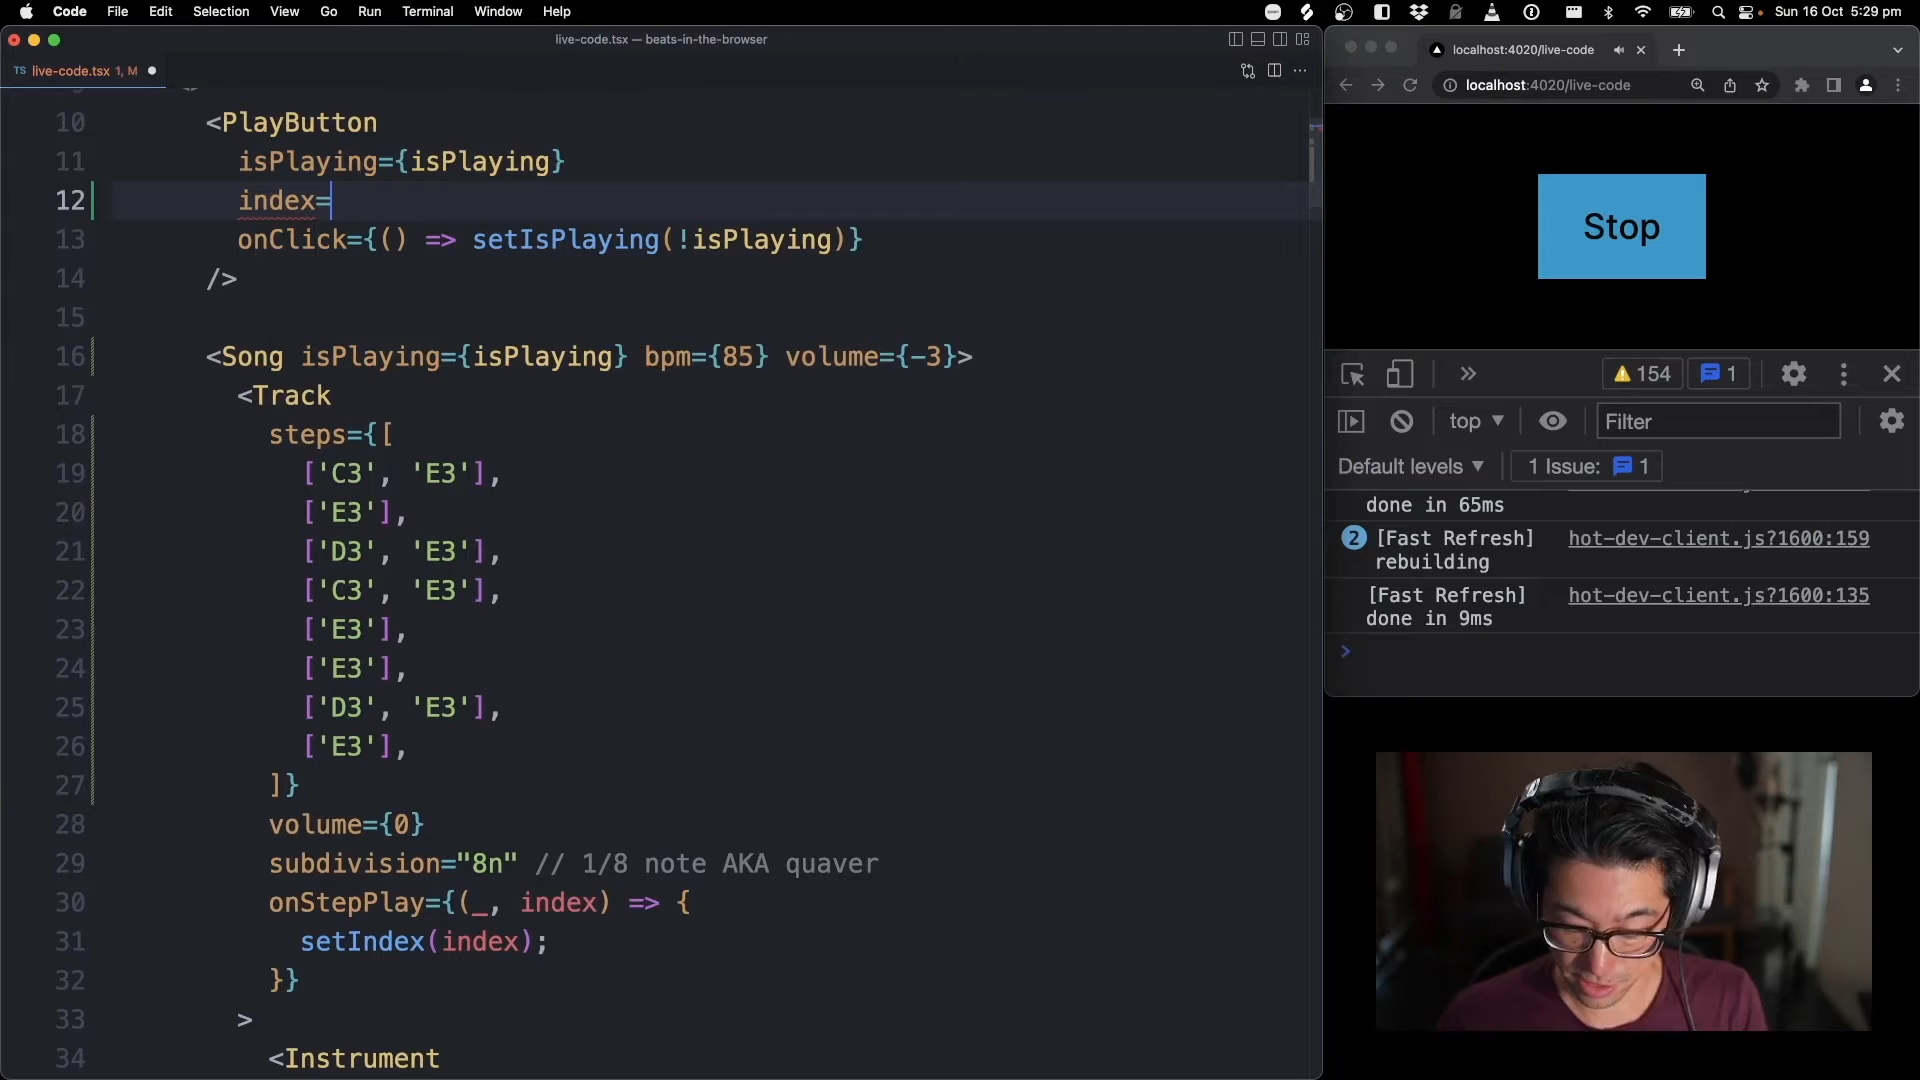 Code File Edit Selection View Go Run Terminal Window Help
Sun 16 Oct 5:29 pm
live-code.tsx — beats-in-the-browser
TS live-code.tsx 1, M
10 <PlayButton
11 isPlaying={isPlaying}
12 index=
13 onClick={() => setIsPlaying(!isPlaying)}
14 />
15
16 <Song isPlaying={isPlaying} bpm={85} volume={-3}>
17 <Track
18 steps={[
19 ['C3', 'E3'],
20 ['E3'],
21 ['D3', 'E3'],
22 ['C3', 'E3'],
23 ['E3'],
24 ['E3'],
25 ['D3', 'E3'],
26 ['E3'],
27 ]}
28 volume={0}
29 subdivision="8n" // 1/8 note AKA quaver
30 onStepPlay={(_, index) => {
31 setIndex(index);
32 }}
33 >
34 <Instrument
localhost:4020/live-code
localhost:4020/live-code
Stop
154 1
top ▼ Filter
Default levels ▼ 1 Issue: 1
done in 65ms
2 [Fast Refresh] hot-dev-client.js?1600:159
rebuilding
[Fast Refresh] hot-dev-client.js?1600:135
done in 9ms
>